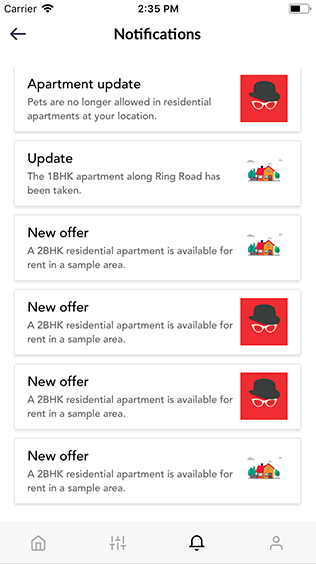 Carrier 2:35 PM
Notifications
Apartment update
Pets are no longer allowed in residential
apartments at your location.
Update
The 1BHK apartment along Ring Road has
been taken.
New offer
A 2BHK residential apartment is available for
rent in a sample area.
New offer
A 2BHK residential apartment is available for
rent in a sample area.
New offer
A 2BHK residential apartment is available for
rent in a sample area.
New offer
A 2BHK residential apartment is available for
rent in a sample area.